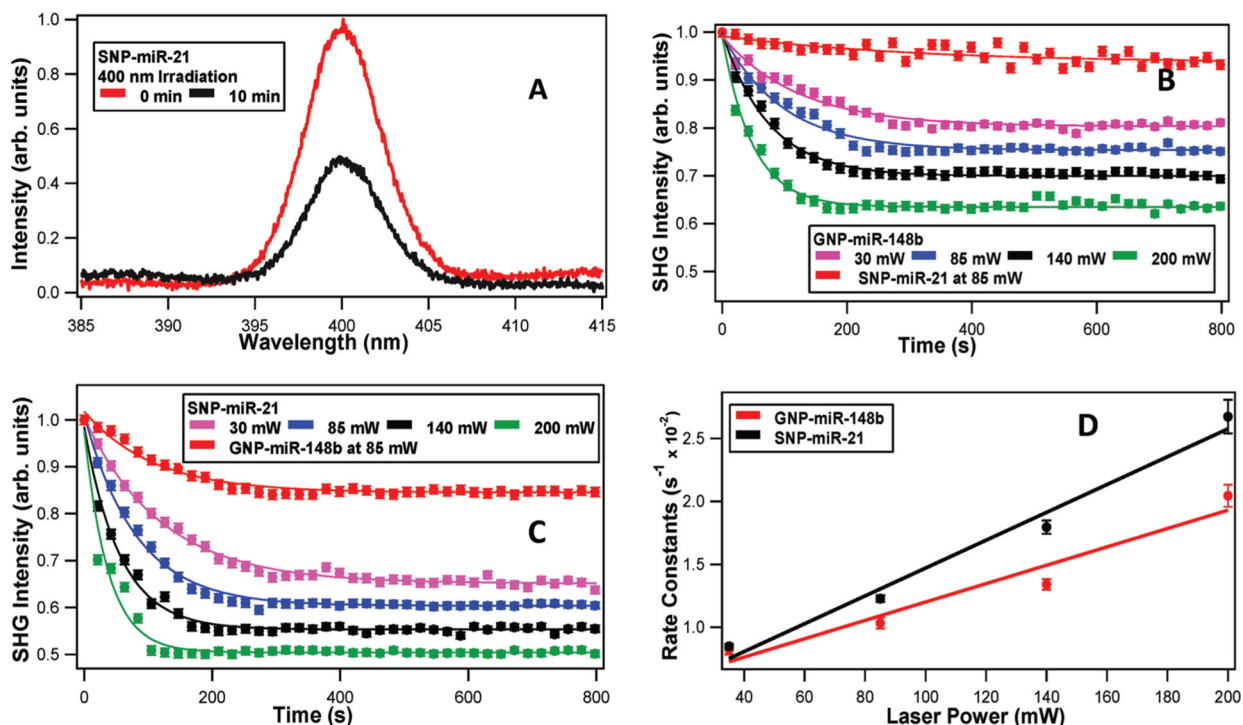 A
SNP-miR-21
400 nm Irradiation
0 min 10 min
Intensity (arb. units)
1.0
0.8
0.6
0.4
0.2
0.0
385 390 395 400 405 410 415
Wavelength (nm)
B
SHG Intensity (arb. units)
1.0
0.9
0.8
0.7
0.6
0.5
GNP-miR-148b
30 mW 85 mW 140 mW 200 mW
SNP-miR-21 at 85 mW
0 200 400 600 800
Time (s)
C
SNP-miR-21
30 mW 85 mW 140 mW 200 mW
GNP-miR-148b at 85 mW
SHG Intensity (arb. units)
1.0
0.9
0.8
0.7
0.6
0.5
0 200 400 600 800
Time (s)
D
GNP-miR-148b
SNP-miR-21
Rate Constants (s⁻¹ x 10⁻²)
2.5
2.0
1.5
1.0
40 60 80 100 120 140 160 180 200
Laser Power (mW)